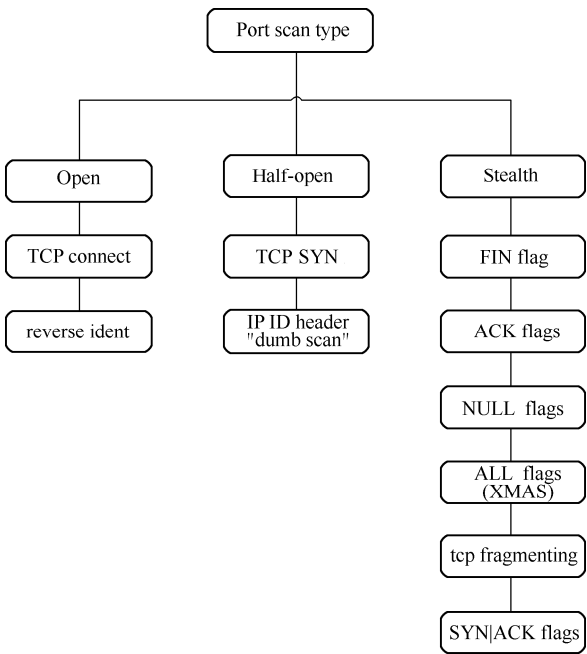 Port scan type
Open
Half-open
Stealth
TCP connect
TCP SYN
FIN flag
reverse ident
IP ID header
"dumb scan"
ACK flags
NULL flags
ALL flags
(XMAS)
tcp fragmenting
SYN|ACK flags